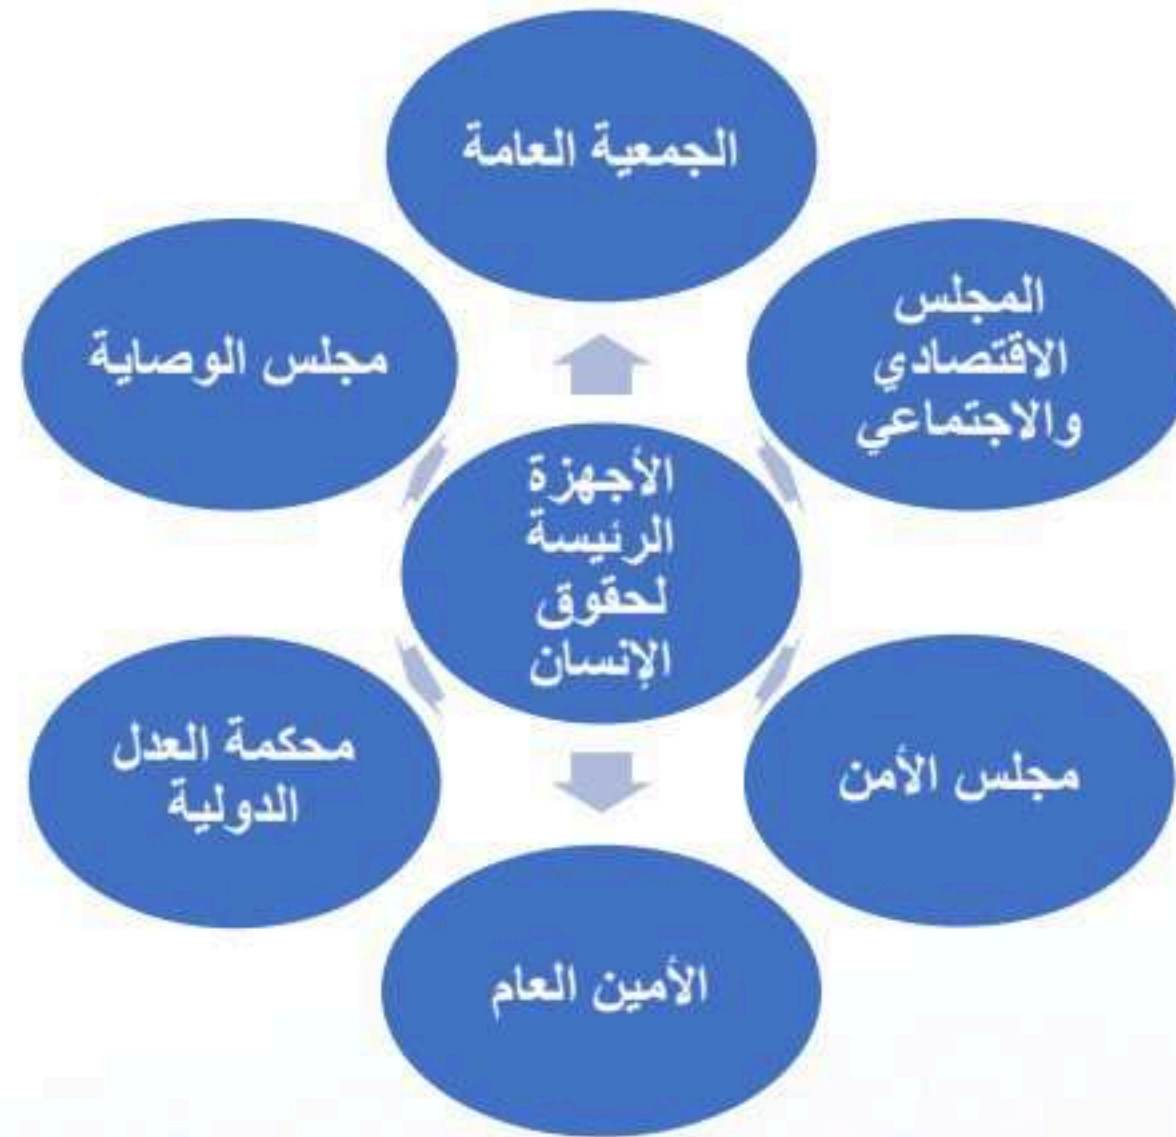 الجمعية العامة
المجلس
الاقتصادي
والاجتماعي
مجلس الوصاية
الأجهزة
الرئيسة
لحقوق
الإنسان
مجلس الأمن
محكمة العدل
الدولية
الأمين العام